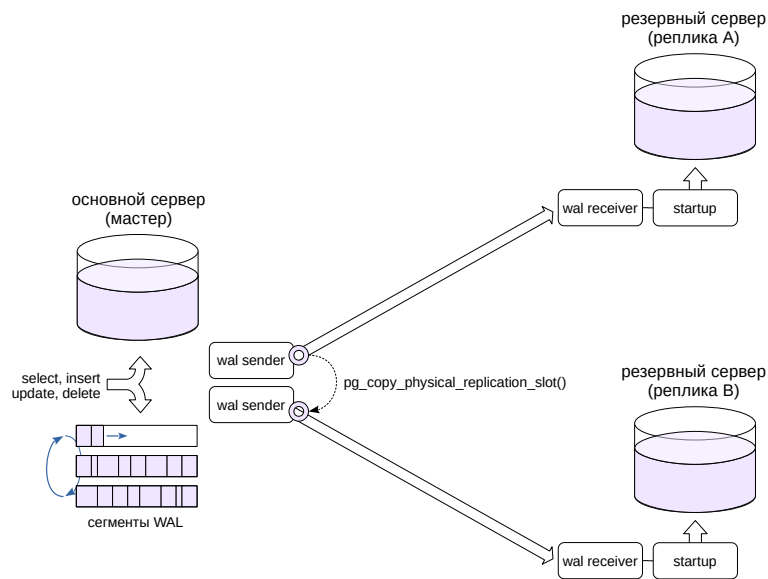 резервный сервер
(реплика A)
wal receiver
startup
основной сервер
(мастер)
wal sender
select, insert
update, delete
pg_copy_physical_replication_slot()
wal sender
сегменты WAL
резервный сервер
(реплика B)
wal receiver
startup